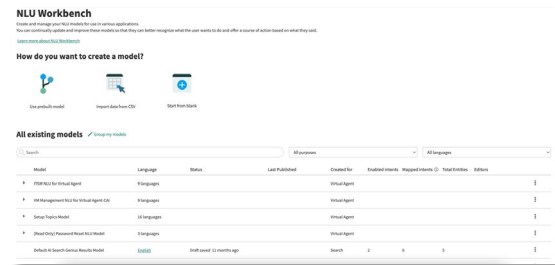 NLU Workbench
Create and manage your NLU models for use in various applications.
You can continually update and improve these models so that they can better recognise what the user wants to do and offer a course of action based on what they said.
Learn more about NLU Workbench
How do you want to create a model?
Use prebuilt model Import data from CSV Start from blank
All existing models Group my models
Search All purposes All languages
Model Language Status Last Published Created for Enabled Intents Mapped Intents Total Entities Editors
ITSM NLU for Virtual Agent 9 languages Virtual Agent
VM Management NLU for Virtual Agent-CAI 9 languages Virtual Agent
Setup Topics Model 16 languages Virtual Agent
(Read Only) Password Reset NLU Model 3 languages Virtual Agent
Default AI Search Genius Results Model English Draft saved: 11 months ago Search 1 0 5